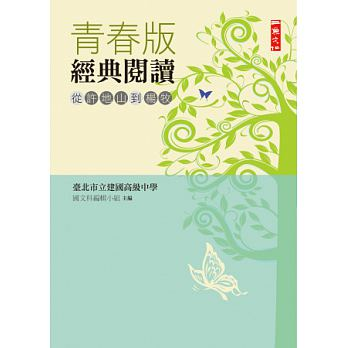 青春版
經典閱讀
從許地山到楊牧
臺北市立建國高級中學
國文科編輯小組 主編